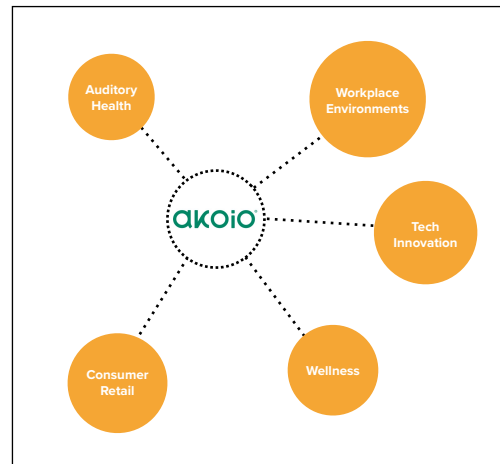 Auditory
Health
Workplace
Environments
akoio
Tech
Innovation
Consumer
Retail
Wellness